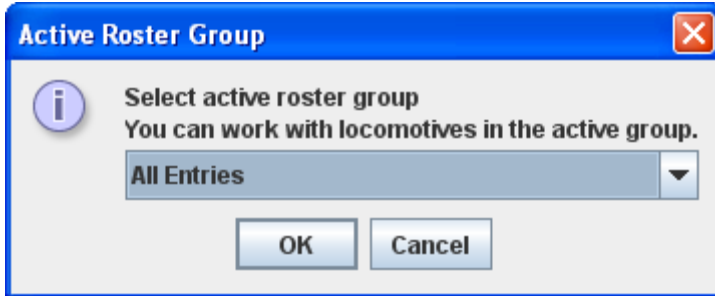 Active Roster Group
Select active roster group
You can work with locomotives in the active group.
All Entries
OK Cancel